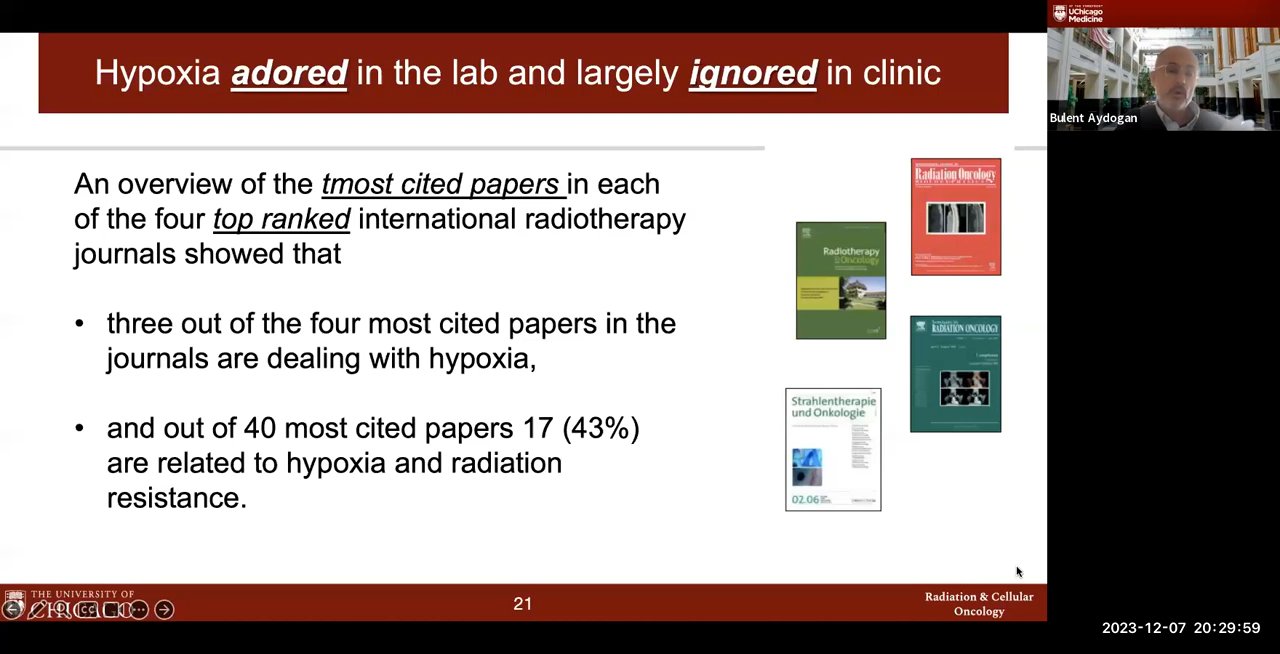 Hypoxia adored in the lab and largely ignored in clinic
UChicago
Medicine
Bulent Aydogan
An overview of the tmost cited papers in each
of the four top ranked international radiotherapy
journals showed that
• three out of the four most cited papers in the
journals are dealing with hypoxia,
• and out of 40 most cited papers 17 (43%)
are related to hypoxia and radiation
resistance.
Radiation Oncology
Radiotherapy
& Oncology
RADIATION ONCOLOGY
Strahlentherapie
und Onkologie
02.06
THE UNIVERSITY OF
CHICAGO
21
Radiation & Cellular
Oncology
2023-12-07 20:29:59